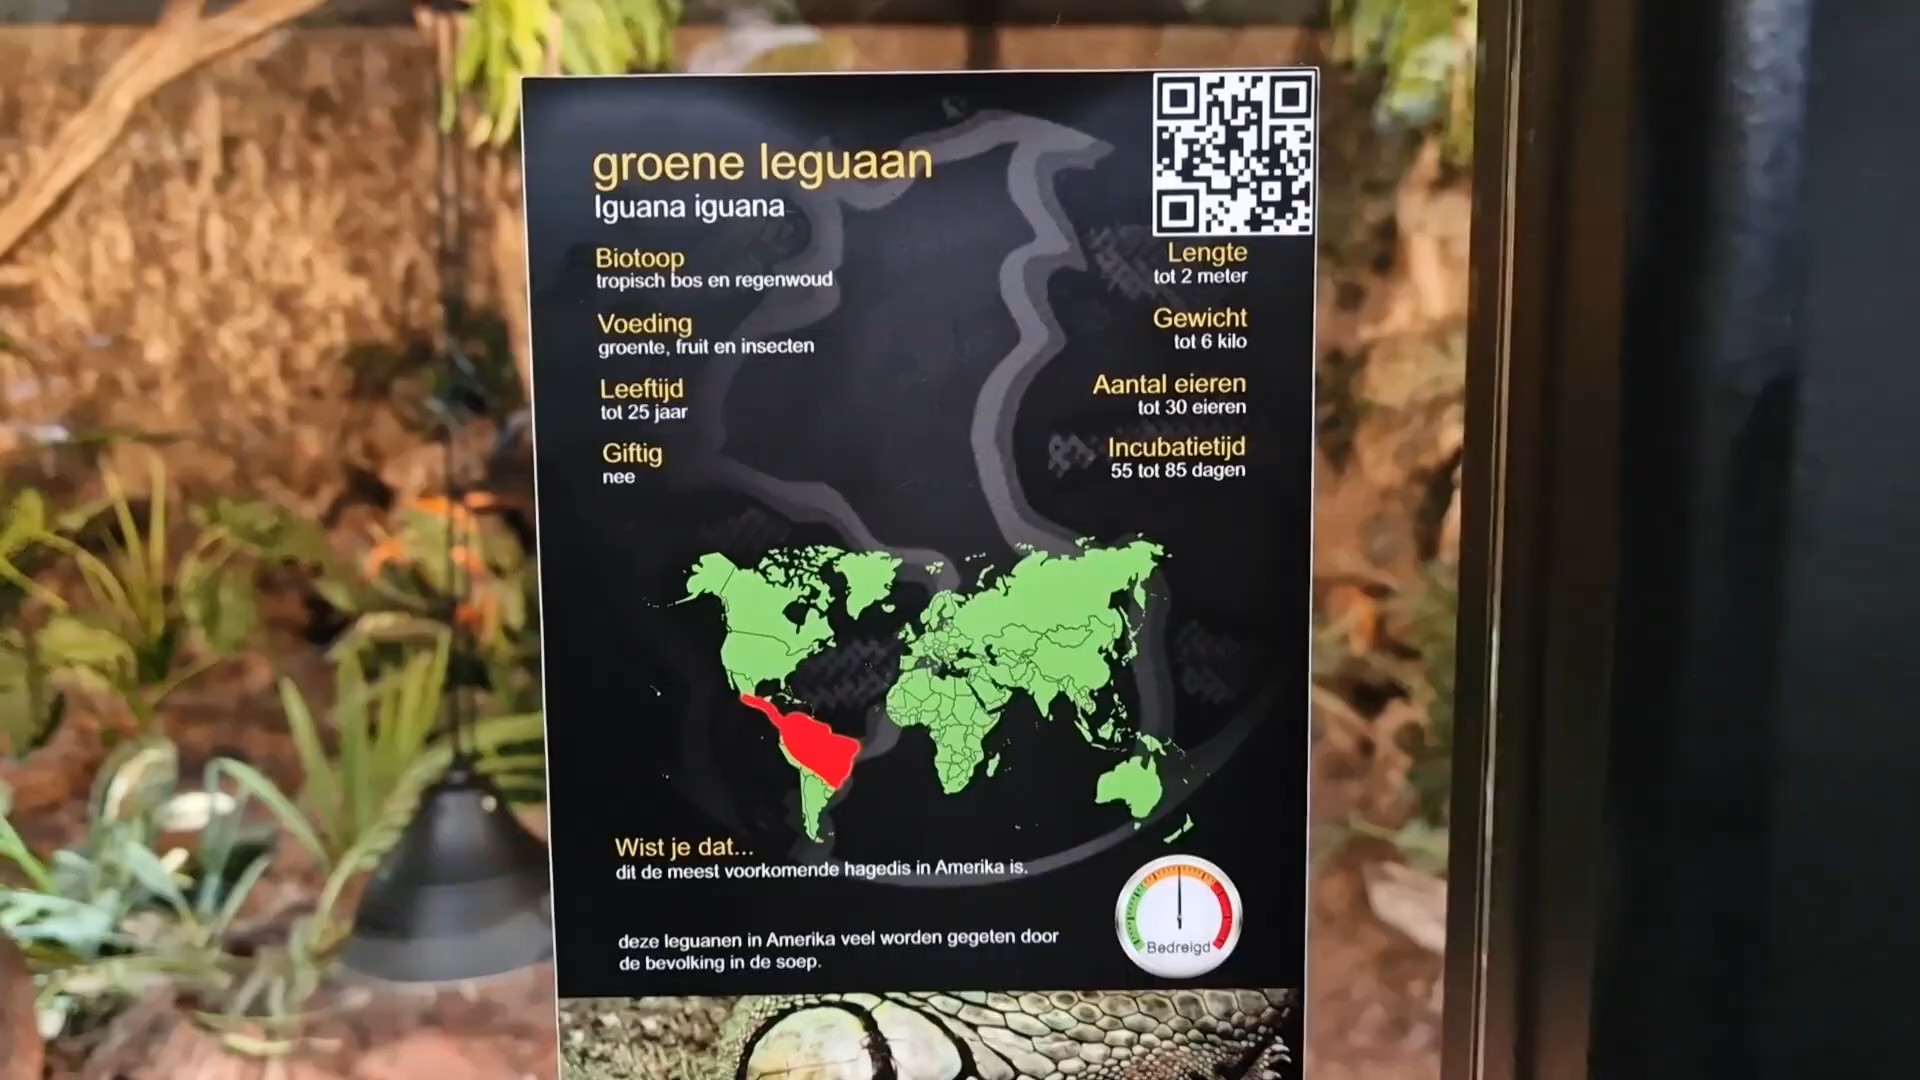 groene leguaan
Iguana iguana
Biotoop
tropisch bos en regenwoud
Voeding
groente, fruit en insecten
Leeftijd
tot 25 jaar
Giftig
nee
Lengte
tot 2 meter
Gewicht
tot 6 kilo
Aantal eieren
tot 30 eieren
Incubatietijd
55 tot 85 dagen
Wist je dat...
dit de meest voorkomende hagedis in Amerika is.
deze leguanen in Amerika veel worden gegeten door
de bevolking in de soep.
Bedreigd